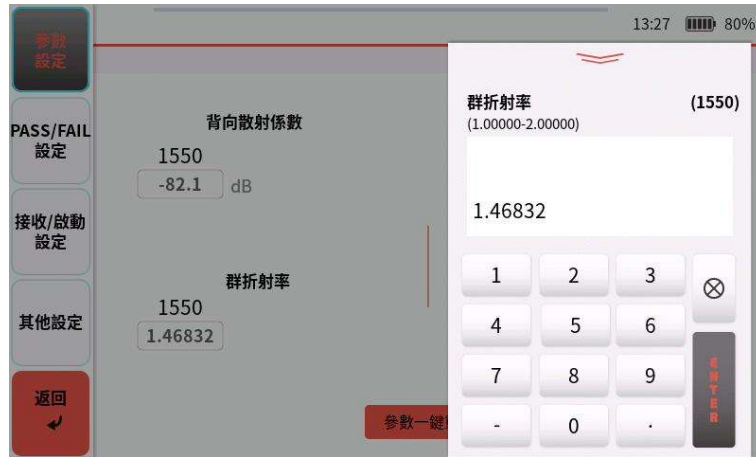 13:27 80%
參數
設定
PASS/FAIL
設定
接收/啟動
設定
其他設定
返回
背向散射係數
1550
-82.1 dB
群折射率
1550
1.46832
參數一鍵
群折射率 (1550)
(1.00000-2.00000)
1.46832
1 2 3
4 5 6
7 8 9
- 0 .
ENTER